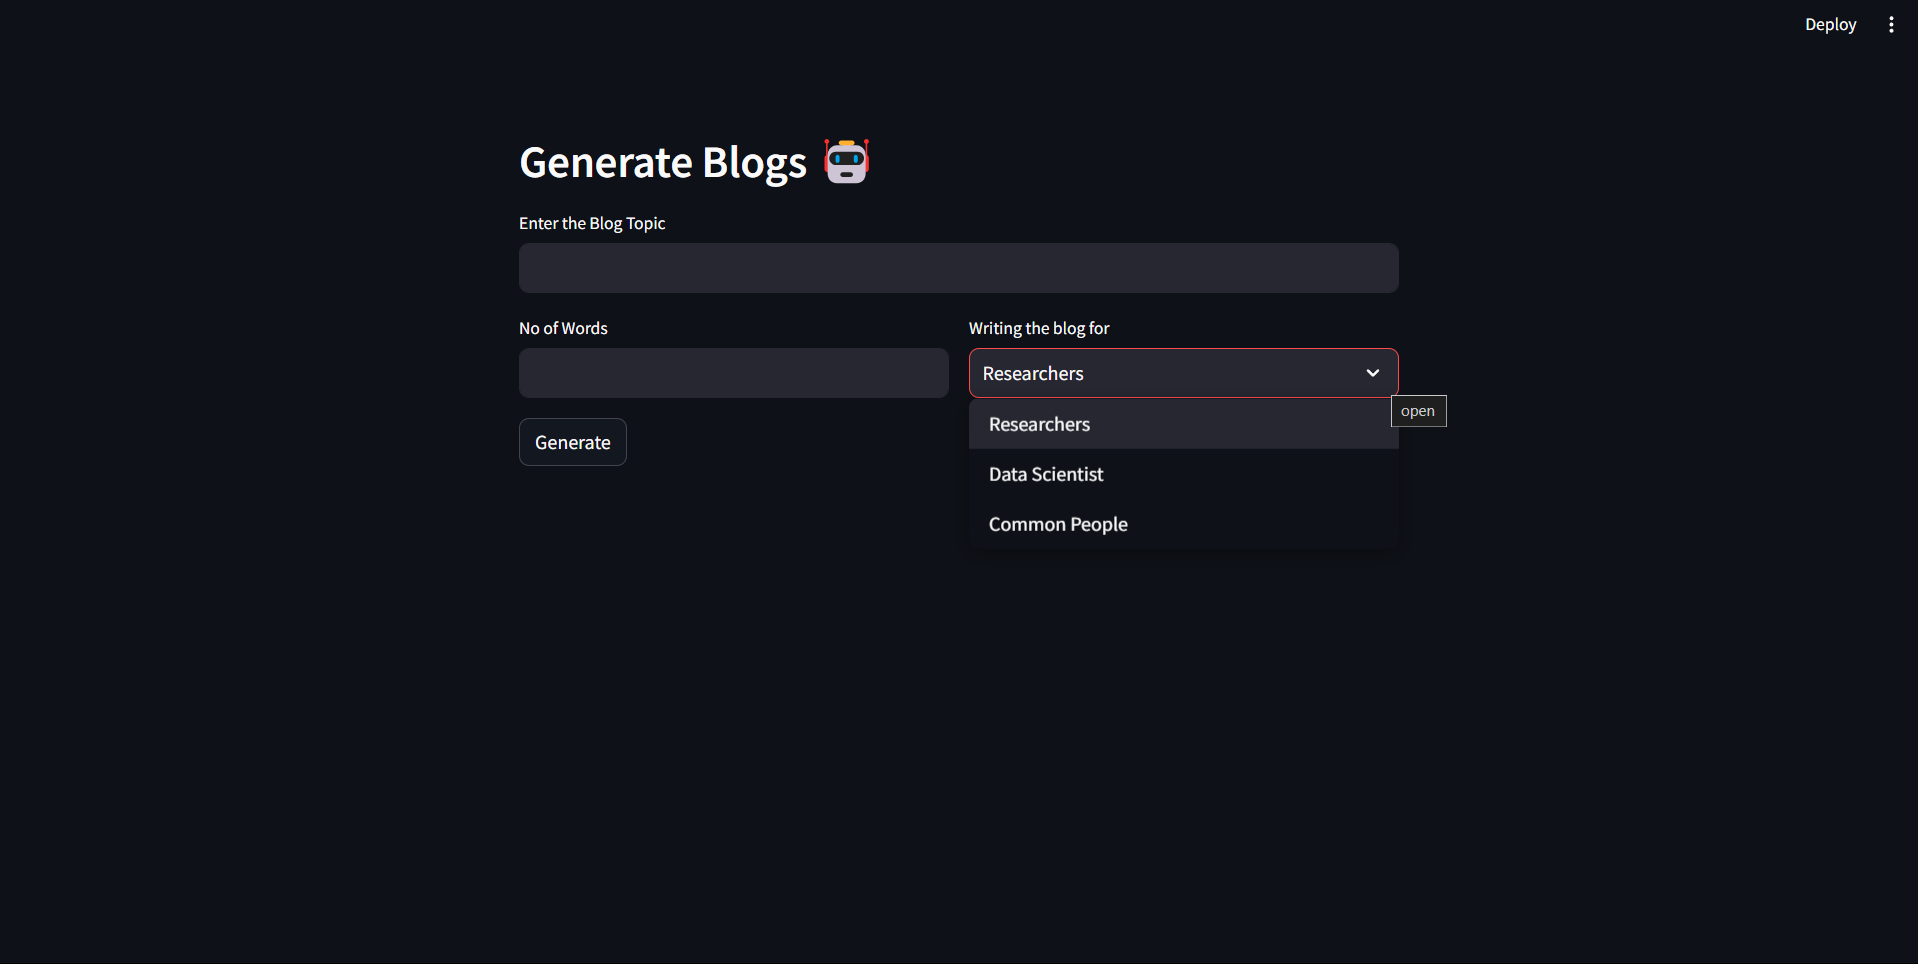 Deploy
Generate Blogs
Enter the Blog Topic
No of Words
Writing the blog for
Researchers
open
Researchers
Generate
Data Scientist
Common People